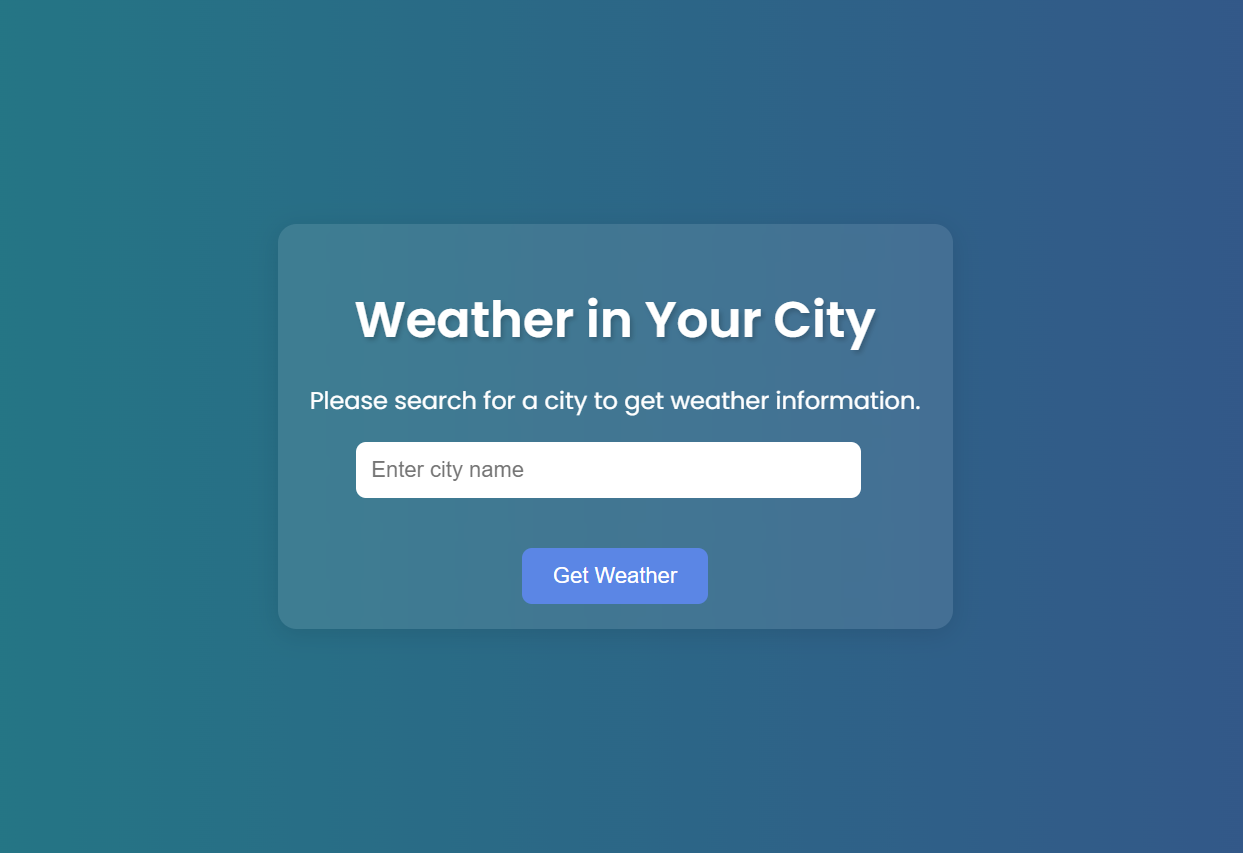 Weather in Your City
Please search for a city to get weather information.
Enter city name
Get Weather